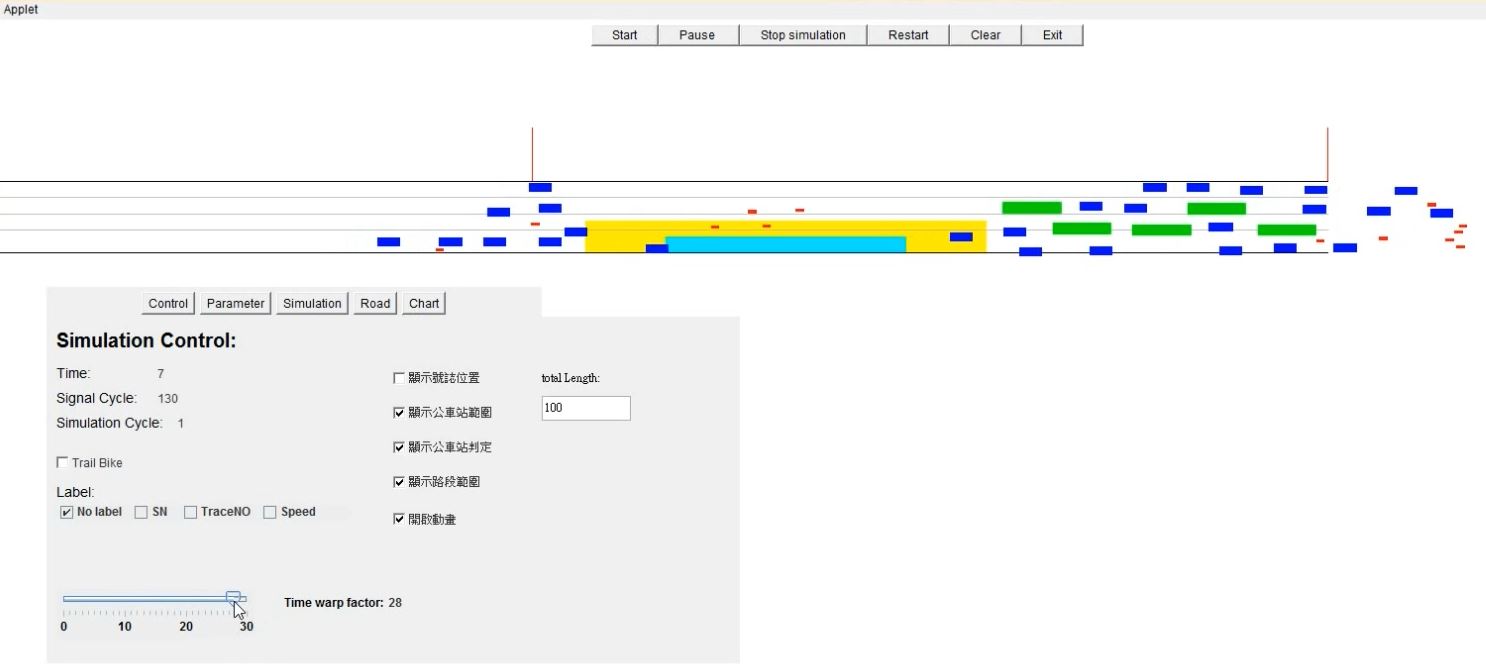 Applet
Start Pause Stop simulation Restart Clear Exit
Control Parameter Simulation Road Chart
Simulation Control:
Time: 7
Signal Cycle: 130
Simulation Cycle: 1
Trail Bike
Label:
No label SN TraceNO Speed
顯示號誌位置
顯示公車站範圍
顯示公車站判定
顯示路段範圍
開啟動畫
total Length:
100
Time warp factor: 28
0 10 20 30